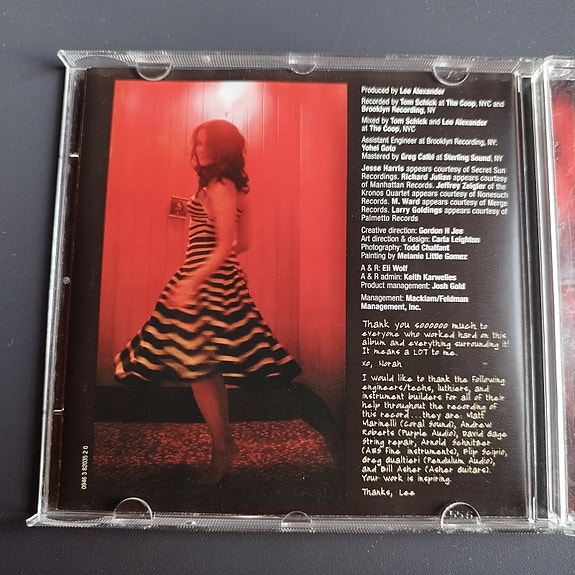 Produced by Lee Alexander
Recorded by Tom Schick at The Coop, NYC and
Brooklyn Recording, NY
Mixed by Tom Schick and Lee Alexander
at The Coop, NYC
Assistant Engineer at Brooklyn Recording, NY:
Yohei Goto
Mastered by Greg Calbi at Sterling Sound, NY
Jesse Harris appears courtesy of Secret Sun
Recordings. Richard Julian appears courtesy
of Manhattan Records. Jeffrey Zeigler of the
Kronos Quartet appears courtesy of Nonesuch
Records. M. Ward appears courtesy of Merge
Records. Larry Goldings appears courtesy of
Palmetto Records
Creative direction: Gordon H Jee
Art direction & design: Carla Leighton
Photography: Todd Chalfant
Painting by Melanie Little Gomez
A & R: Eli Wolf
A & R admin: Keith Karwelies
Product management: Josh Gold
Management: Macklam/Feldman
Management, Inc.
Thank you soooooo much to
everyone who worked hard on this
album and everything surrounding it!
It means a LOT to me.
xo, Norah
I would like to thank the following
engineers/techs, luthiers, and
instrument builders for all of their
help throughout the recording of
this record...they are: Matt
Marinelli (Coral Sound), Andrew
Roberts (Purple Audio), David Gage
String repair, Arnold Schnitzer
(AES fine instruments), Flip Scipio,
Greg Gualtieri (Pendulum Audio),
and Bill Asher (Asher Guitars).
Your work is inspiring.
Thanks, Lee
0946 3 82035 2 0